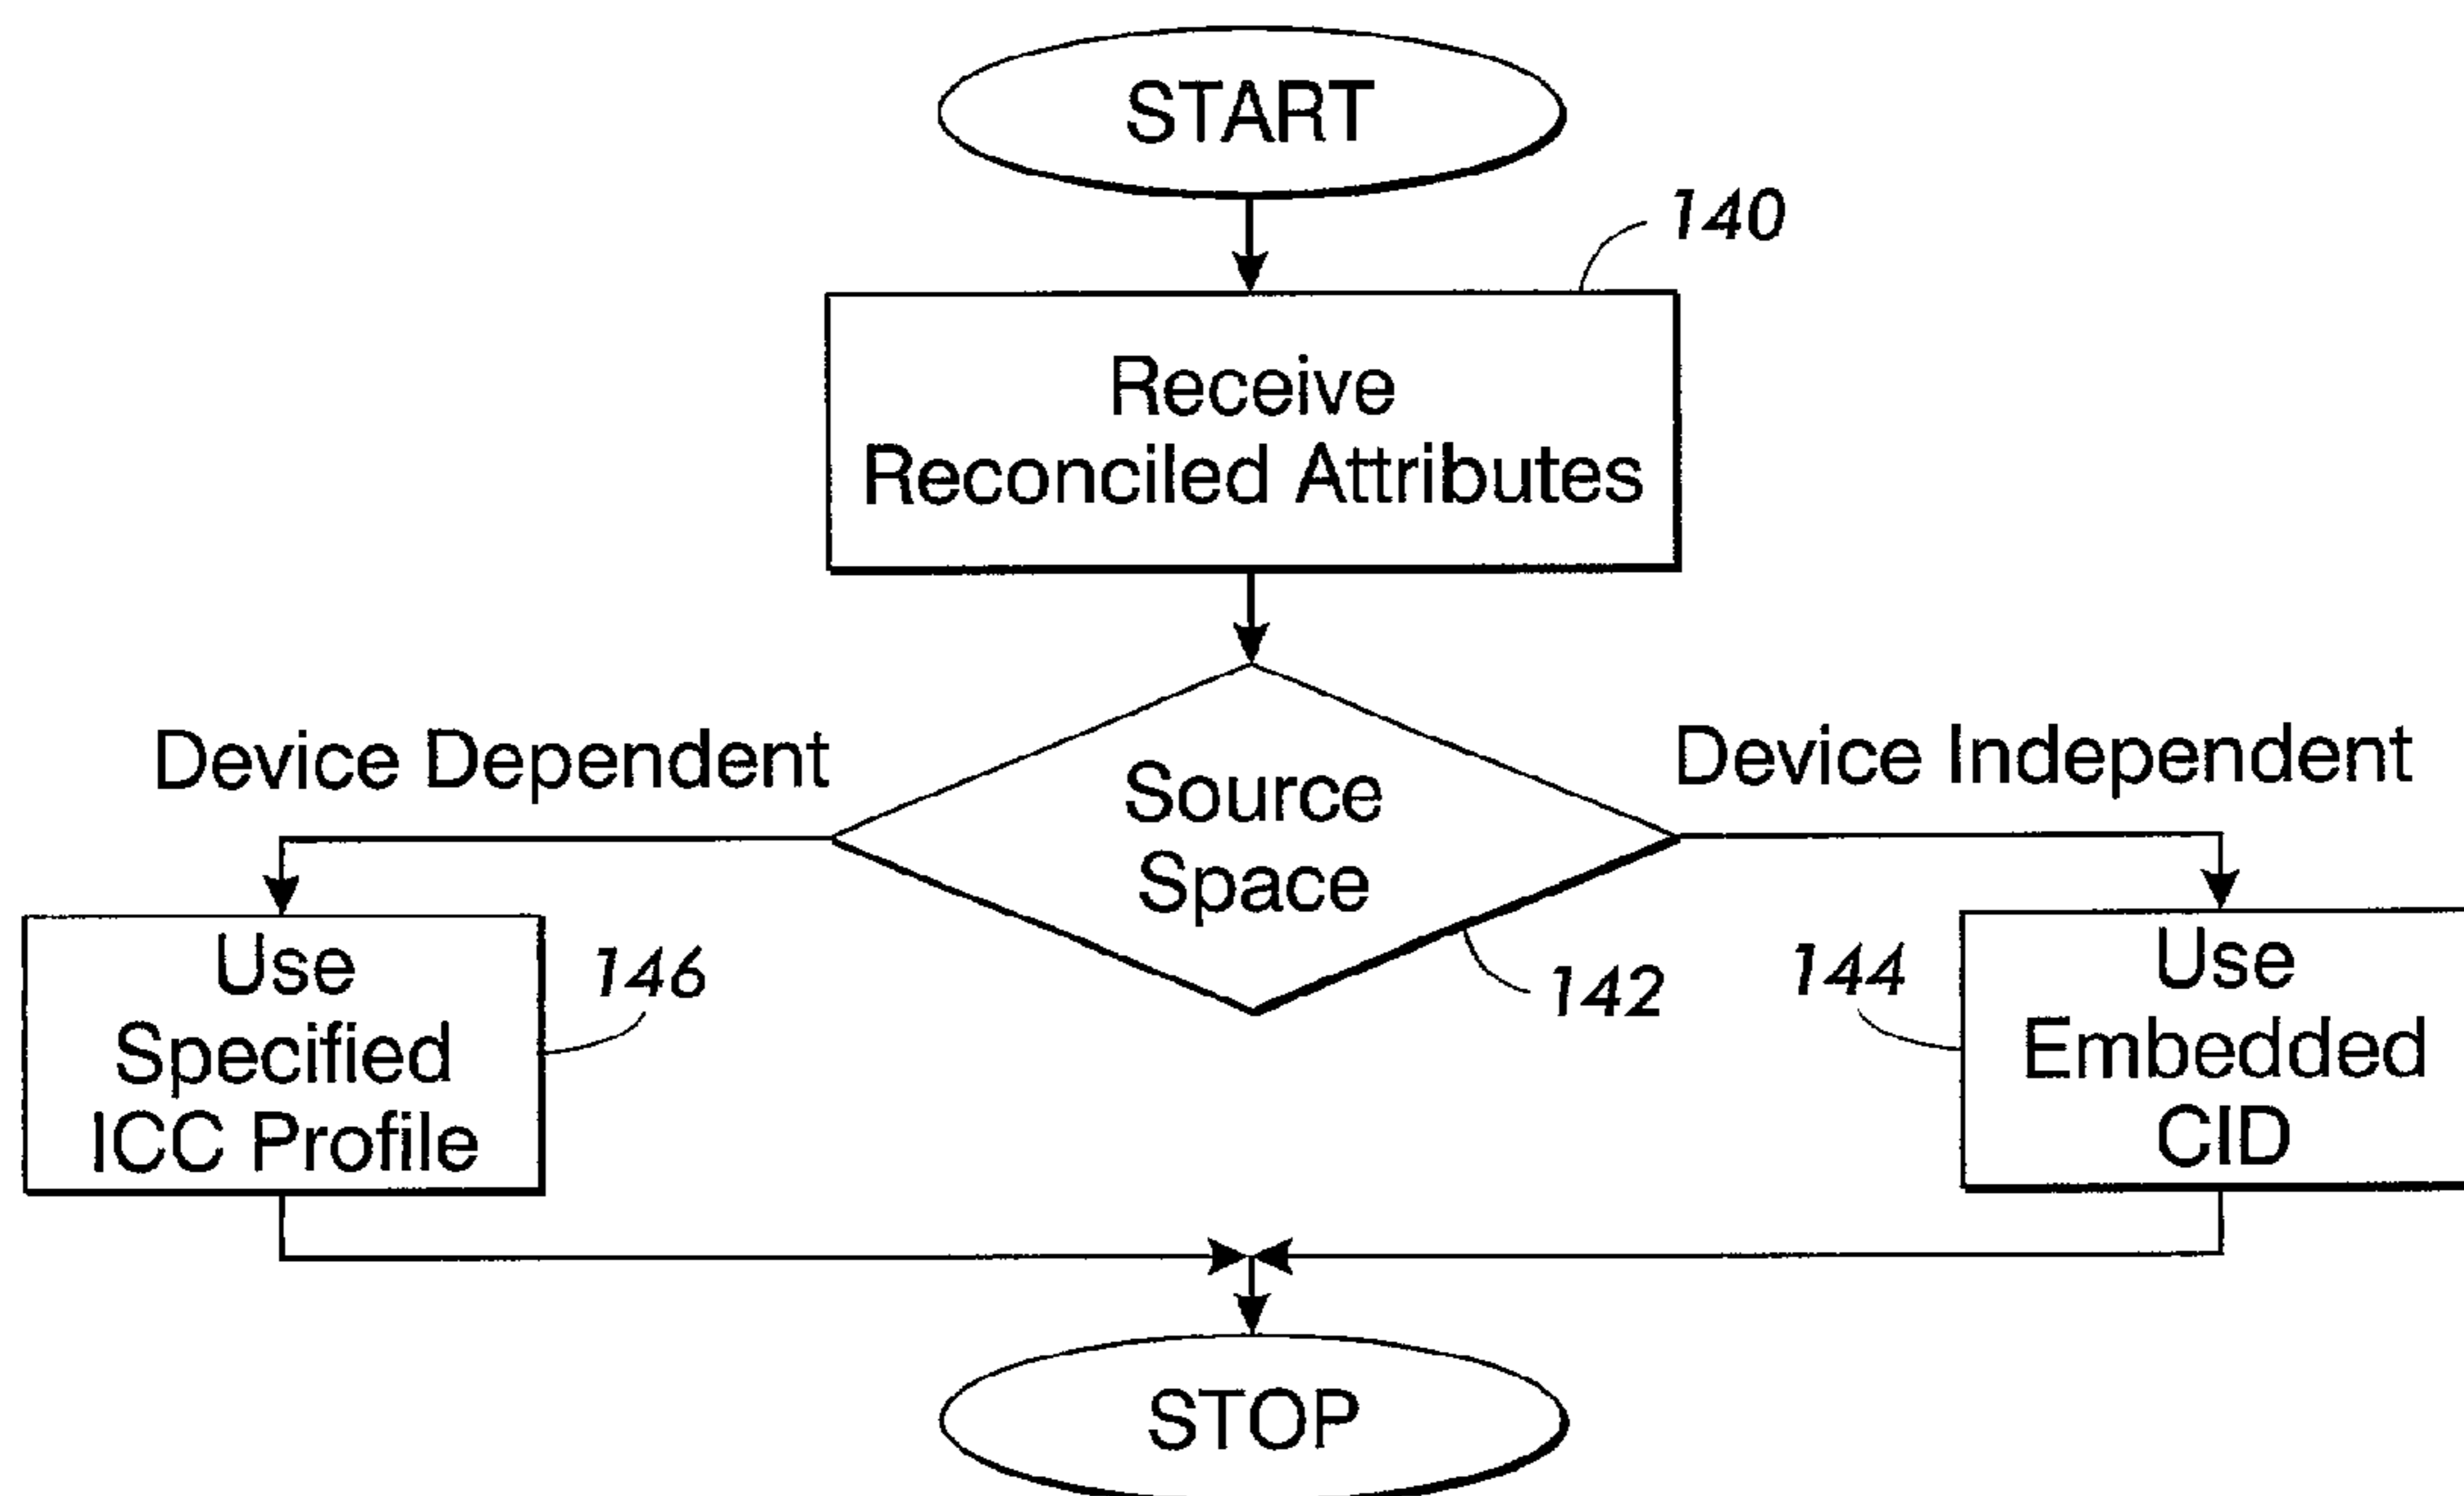 START
140
Receive
Reconciled Attributes
Device Dependent
Source
Space
Device Independent
142
Use
Specified
ICC Profile
146
144
Use
Embedded
CID
STOP